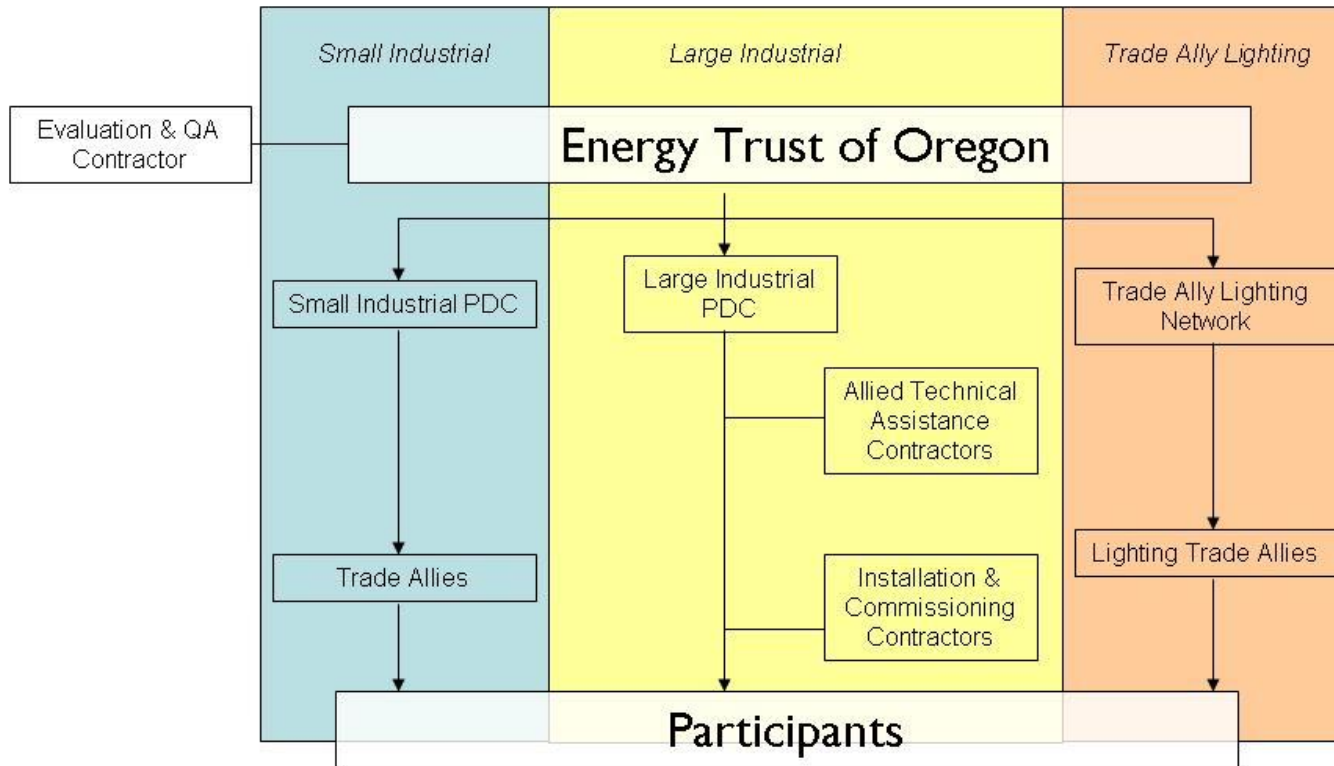 Small Industrial
Large Industrial
Trade Ally Lighting
Evaluation & QA
Contractor
Energy Trust of Oregon
Small Industrial PDC
Large Industrial
PDC
Trade Ally Lighting
Network
Allied Technical
Assistance
Contractors
Trade Allies
Installation &
Commissioning
Contractors
Lighting Trade Allies
Participants